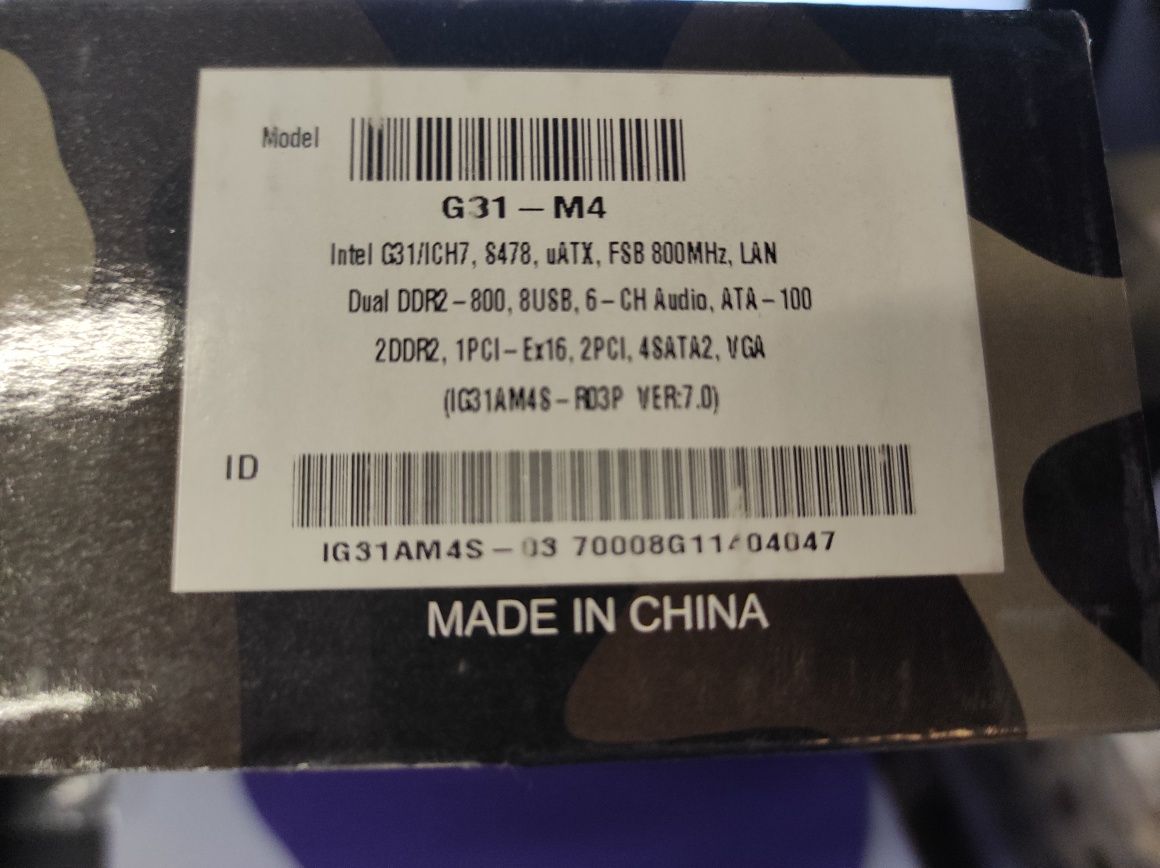 Model
G31 – M4
Intel G31/ICH7, S478, uATX, FSB 800MHz, LAN
Dual DDR2 – 800, 8USB, 6 – CH Audio, ATA – 100
2DDR2, 1PCI – Ex16, 2PCI, 4SATA2, VGA
(IG31AM4S – R03P VER:7.0)
ID
IG31AM4S – 03
MADE IN CHINA